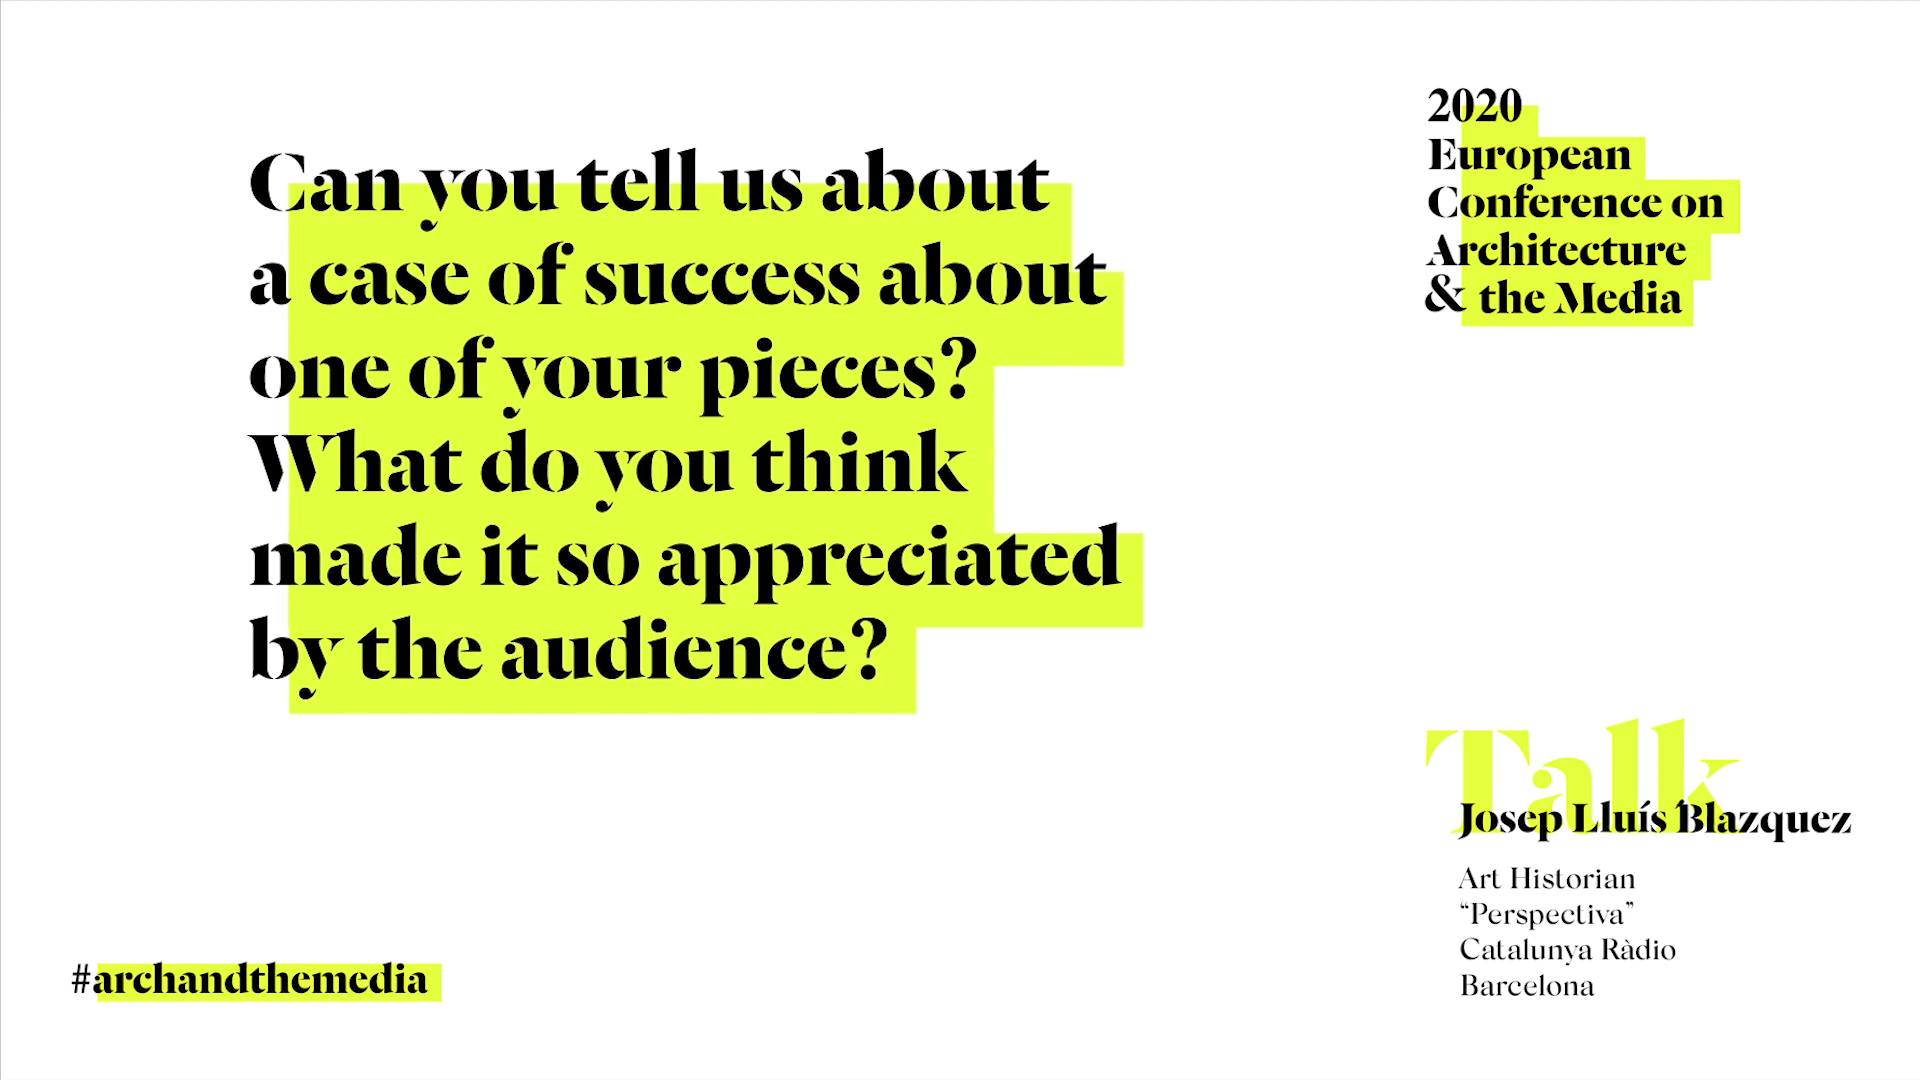 Can you tell us about
a case of success about
one of your pieces?
What do you think
made it so appreciated
by the audience?
2020
European
Conference on
Architecture
& the Media
Talk
Josep Lluís Blazquez
Art Historian
“Perspectiva”
Catalunya Ràdio
Barcelona
#archandthemedia